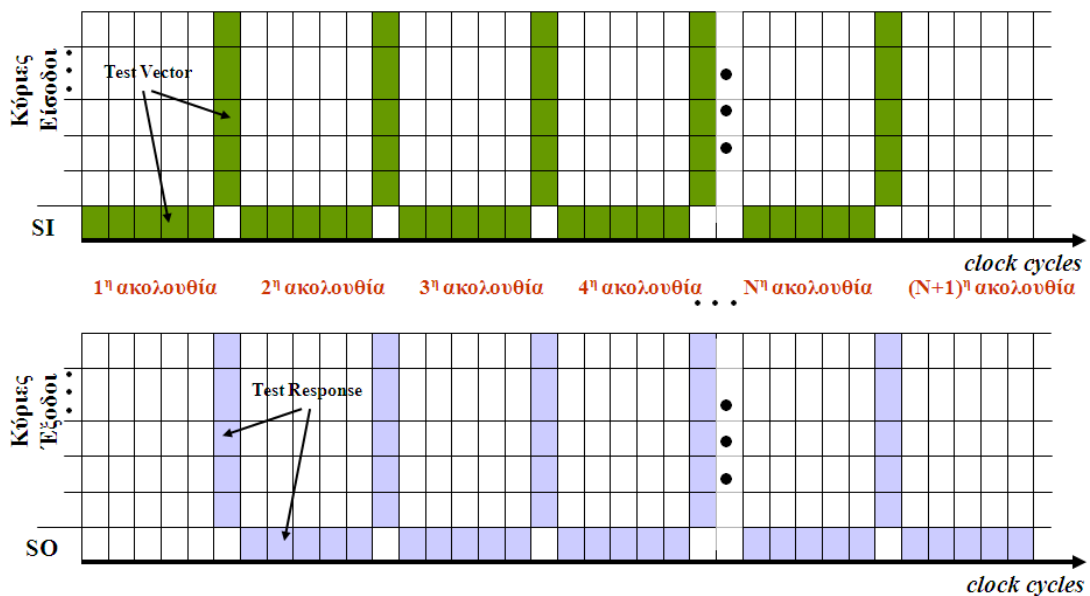 Κύριες
Είσοδοι
Test Vector
SI
clock cycles
1η ακολουθία
2η ακολουθία
3η ακολουθία
4η ακολουθία
Nη ακολουθία
(N+1)η ακολουθία
Κύριες
Έξοδοι
Test Response
SO
clock cycles